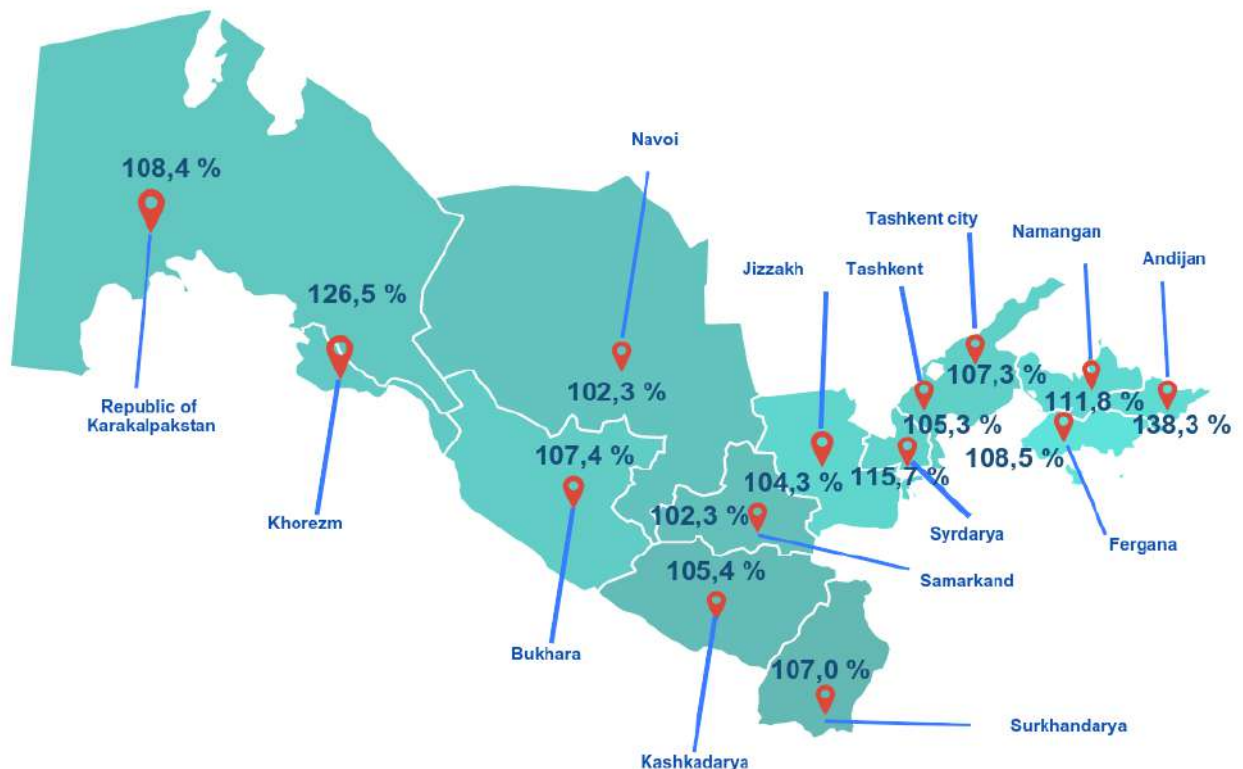 Navoi
108,4 %
Tashkent city
Namangan
Andijan
Jizzakh
Tashkent
126,5 %
107,3 %
102,3 %
111,8 %
Republic of
Karakalpakstan
105,3 %
138,3 %
107,4 %
108,5 %
104,3 %
115,7 %
102,3 %
Khorezm
Syrdarya
Fergana
105,4 %
Samarkand
Bukhara
107,0 %
Surkhandarya
Kashkadarya